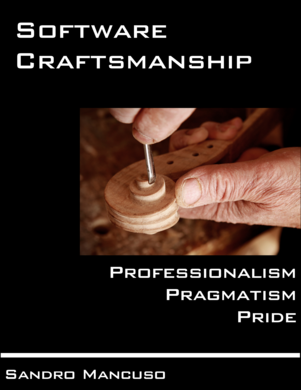 SOFTWARE
CRAFTSMANSHIP
PROFESSIONALISM
PRAGMATISM
PRIDE
SANDRO MANCUSO